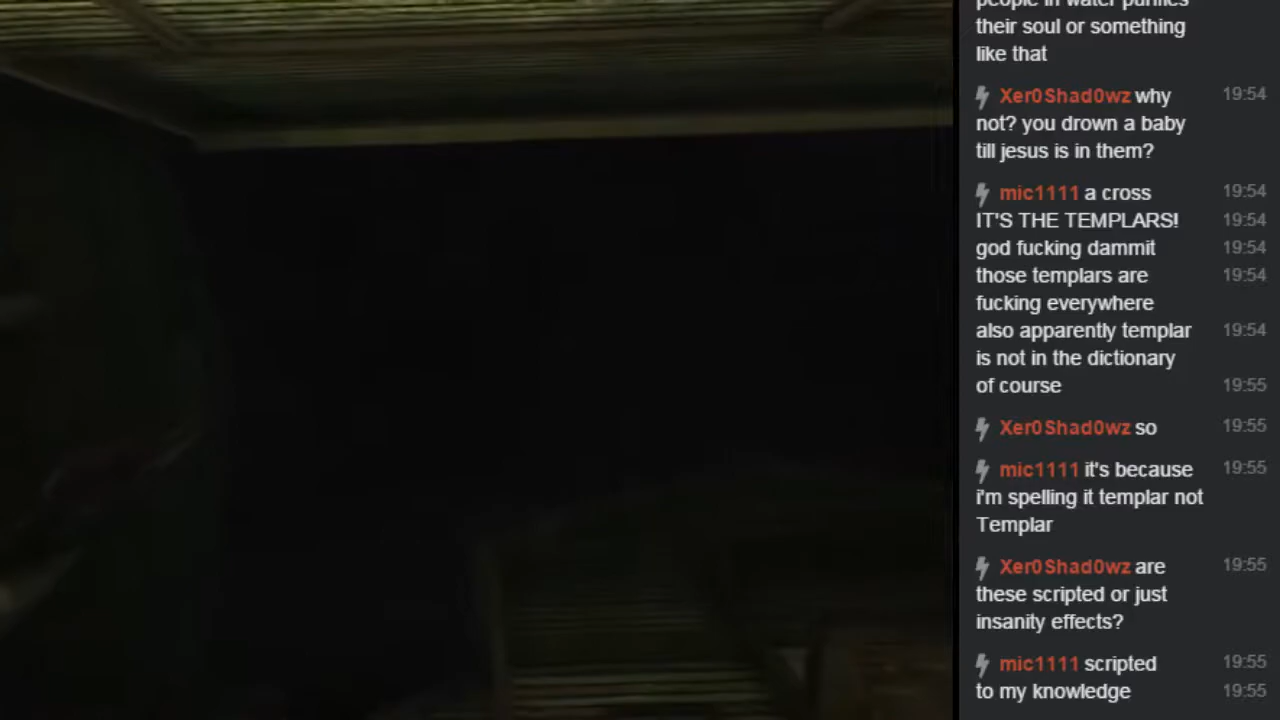 people in water purifies
their soul or something
like that
Xer0Shad0wz why 19:54
not? you drown a baby
till jesus is in them?
mic1111 a cross 19:54
IT'S THE TEMPLARS! 19:54
god fucking dammit 19:54
those templars are 19:54
fucking everywhere
also apparently templar 19:54
is not in the dictionary
of course 19:55
Xer0Shad0wz so 19:55
mic1111 it's because 19:55
i'm spelling it templar not
Templar
Xer0Shad0wz are 19:55
these scripted or just
insanity effects?
mic1111 scripted 19:55
to my knowledge 19:55